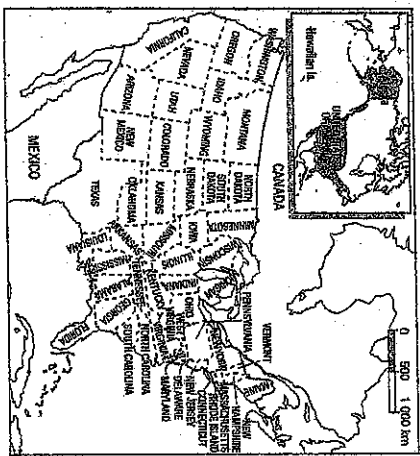 Hawaiian Is.
CANADA
0 500 1 000 km
WASHINGTON
OREGON
CALIFORNIA
NEVADA
IDAHO
MONTANA
WYOMING
UTAH
ARIZONA
COLORADO
NEW
MEXICO
NORTH
DAKOTA
SOUTH
DAKOTA
NEBRASKA
KANSAS
OKLAHOMA
TEXAS
MINNESOTA
IOWA
MISSOURI
ARKANSAS
LOUISIANA
WISCONSIN
ILLINOIS
INDIANA
OHIO
KENTUCKY
TENNESSEE
MISSISSIPPI
ALABAMA
GEORGIA
FLORIDA
SOUTH CAROLINA
NORTH CAROLINA
VIRGINIA
WEST
PENNSYLVANIA
NEW YORK
VERMONT
MAINE
NEW
HAMPSHIRE
MASSACHUSETTS
RHODE ISLAND
CONNECTICUT
NEW JERSEY
DELAWARE
MARYLAND
MEXICO